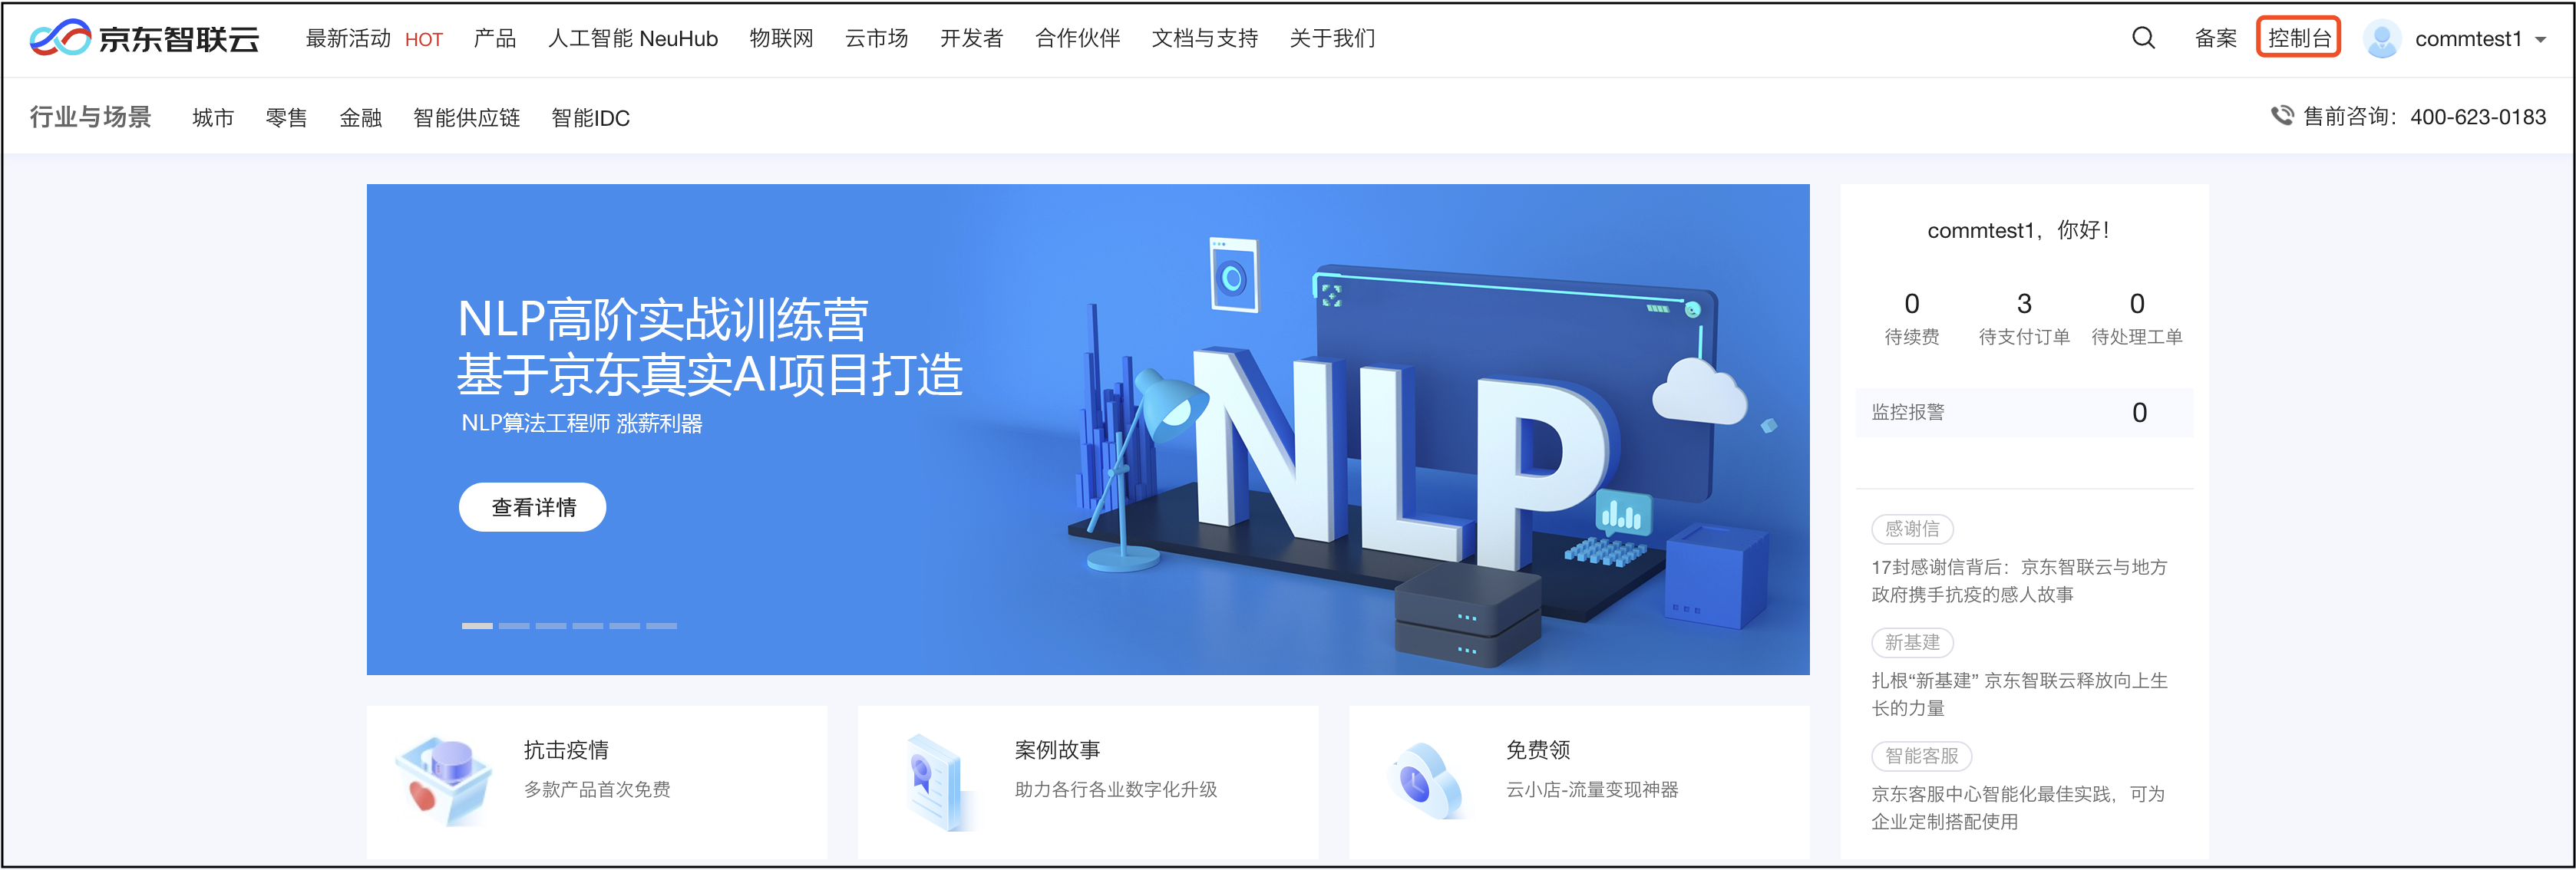 京东智联云 最新活动 HOT 产品 人工智能 NeuHub 物联网 云市场 开发者 合作伙伴 文档与支持 关于我们 备案 控制台 commtest1
行业与场景 城市 零售 金融 智能供应链 智能IDC 售前咨询：400-623-0183
NLP高阶实战训练营
基于京东真实AI项目打造
NLP算法工程师 涨薪利器
查看详情
NLP
commtest1，你好！
0 3 0
待续费 待支付订单 待处理工单
监控报警 0
感谢信
17封感谢信背后：京东智联云与地方
政府携手抗疫的感人故事
新基建
扎根“新基建” 京东智联云释放向上生
长的力量
智能客服
京东客服中心智能化最佳实践，可为
企业定制搭配使用
抗击疫情
多款产品首次免费
案例故事
助力各行各业数字化升级
免费领
云小店-流量变现神器